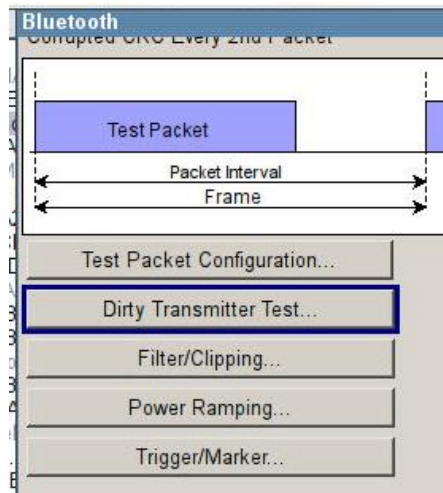 Bluetooth
Corrupted CRC Every 2nd Packet
Test Packet
Packet Interval
Frame
Test Packet Configuration...
Dirty Transmitter Test...
Filter/Clipping...
Power Ramping...
Trigger/Marker...